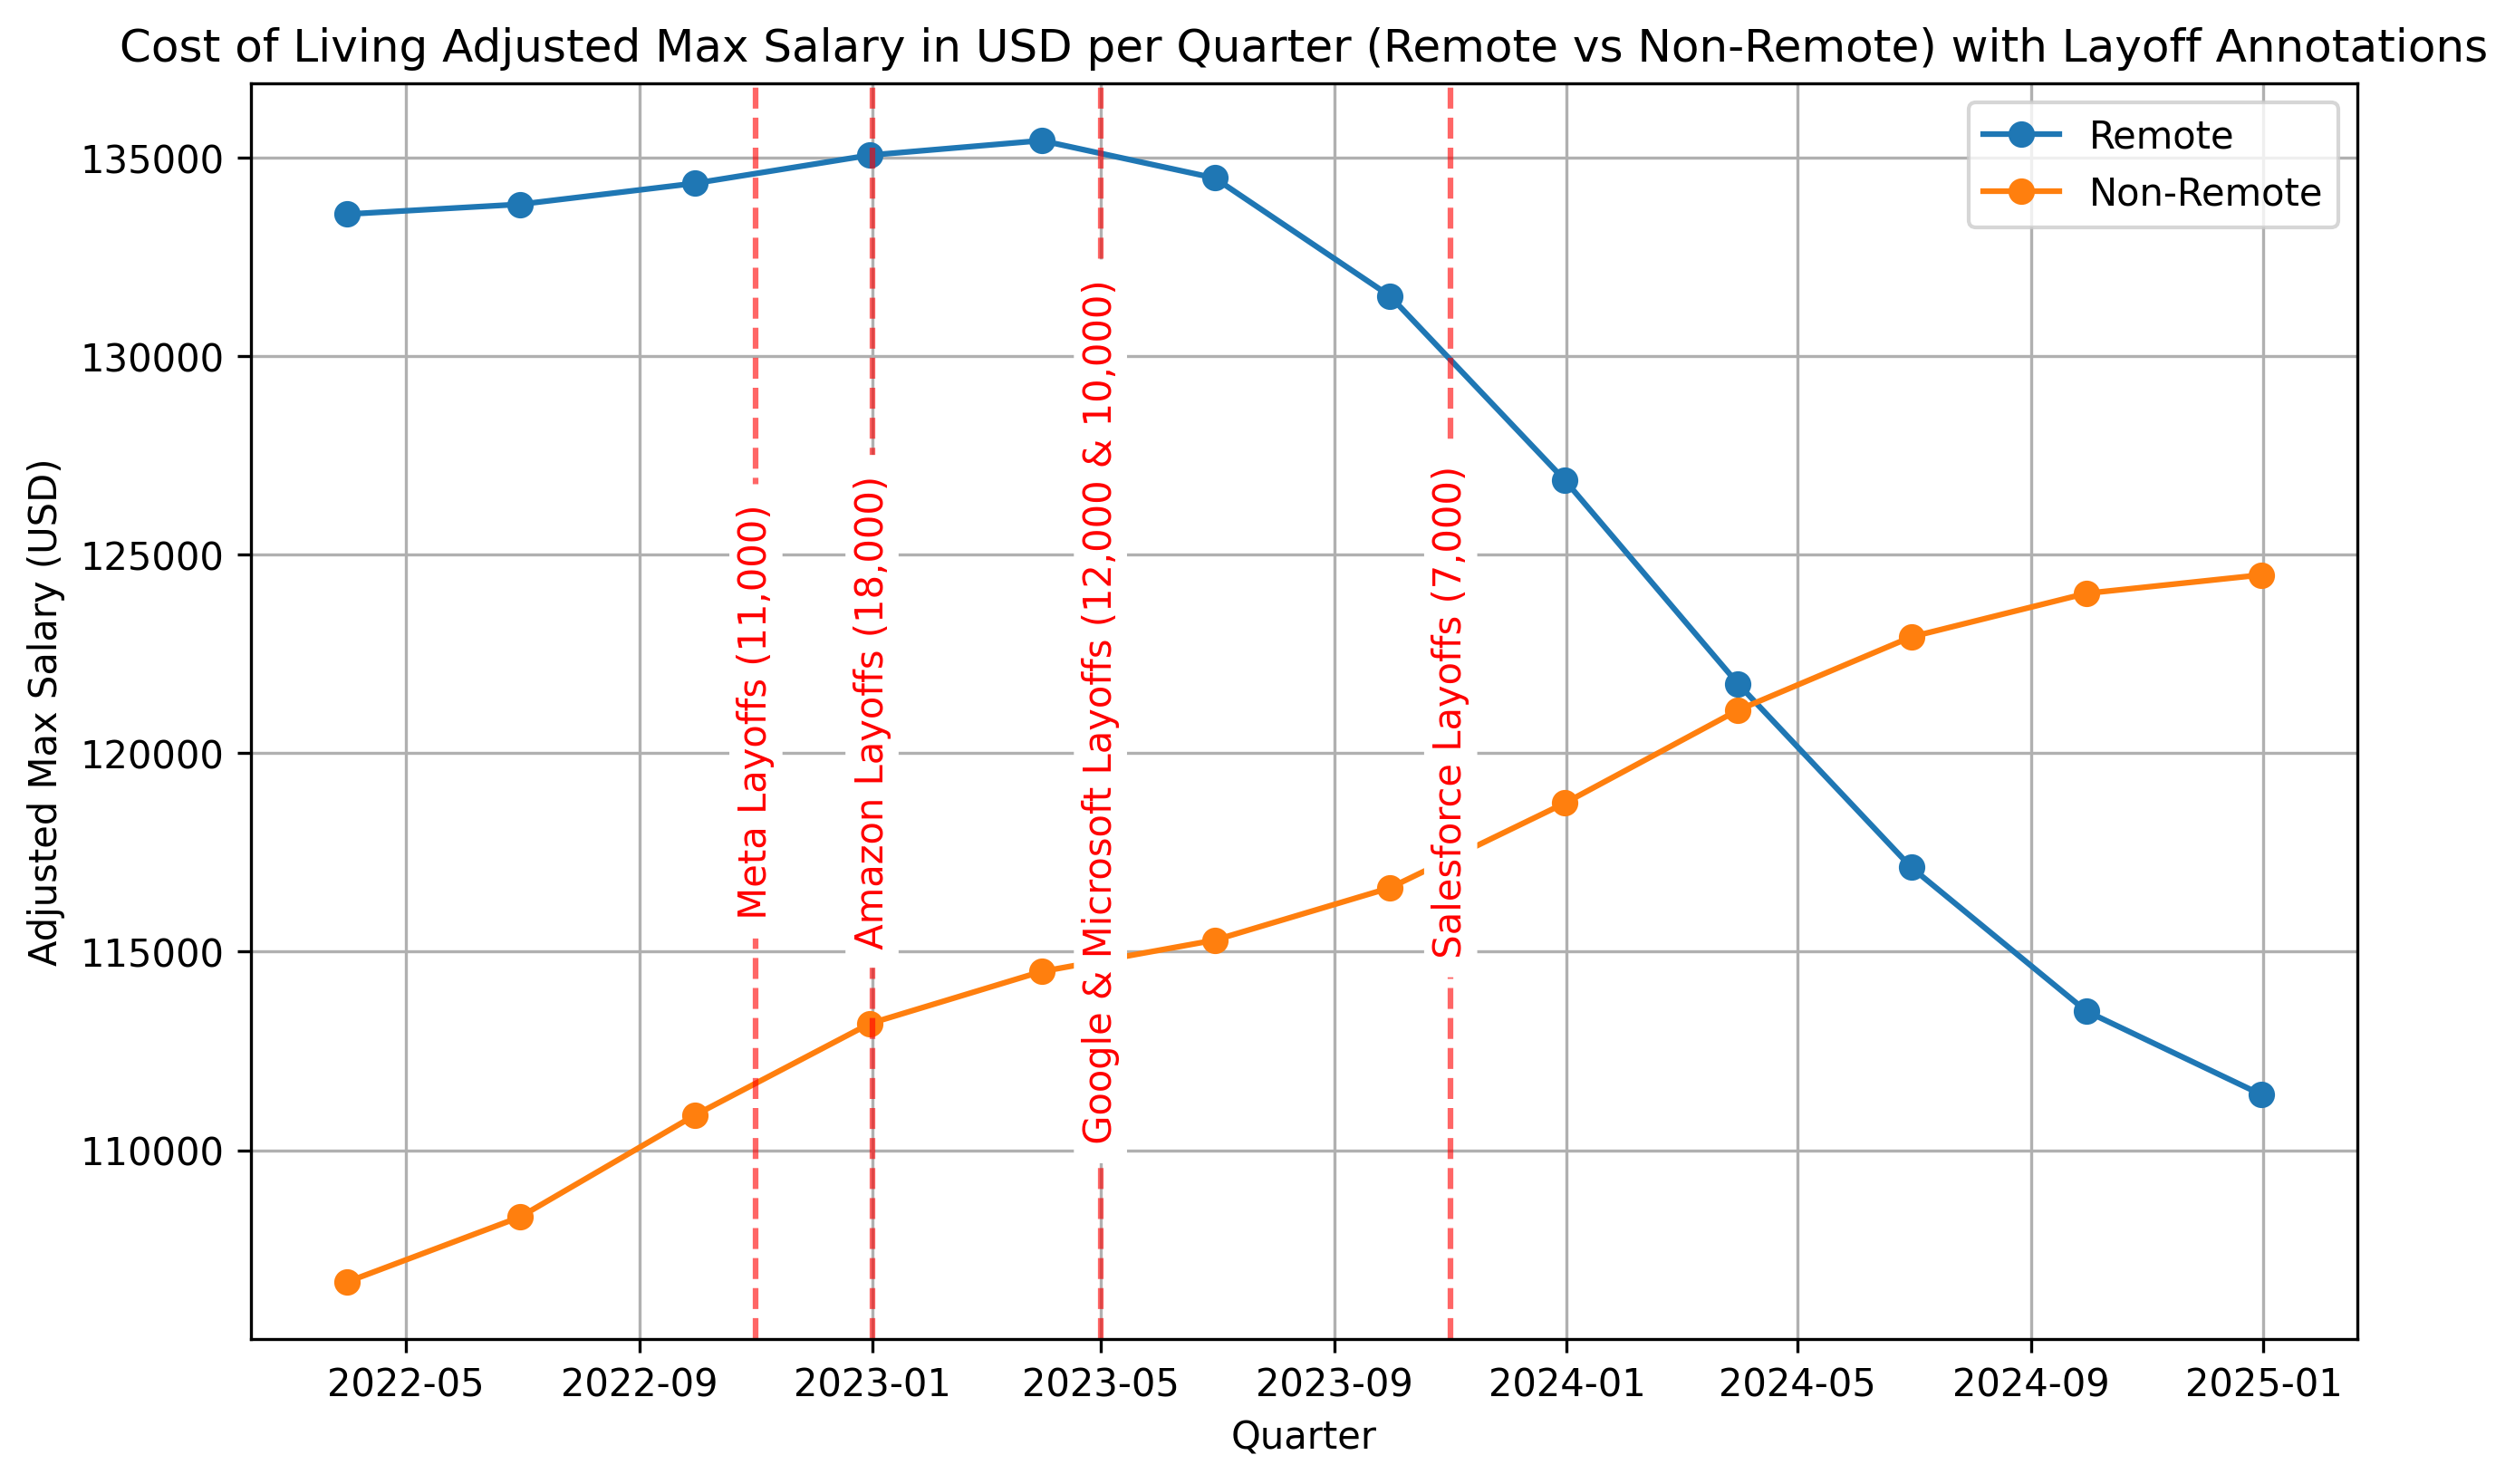 Cost of Living Adjusted Max Salary in USD per Quarter (Remote vs Non-Remote) with Layoff Annotations
Remote
Non-Remote
Adjusted Max Salary (USD)
135000
130000
125000
120000
115000
110000
Meta Layoffs (11,000)
Amazon Layoffs (18,000)
Google & Microsoft Layoffs (12,000 & 10,000)
Salesforce Layoffs (7,000)
2022-05
2022-09
2023-01
2023-05
2023-09
2024-01
2024-05
2024-09
2025-01
Quarter